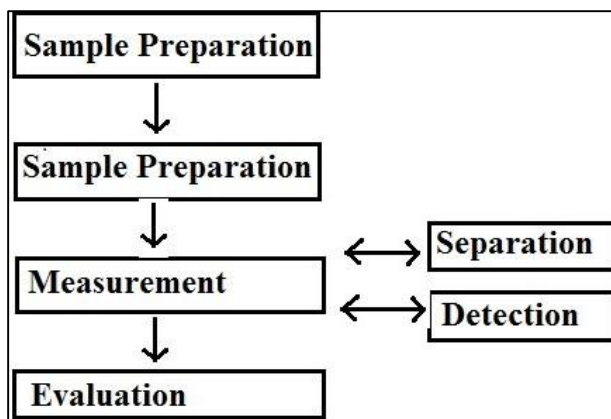 Sample Preparation
Sample Preparation
Separation
Measurement
Detection
Evaluation